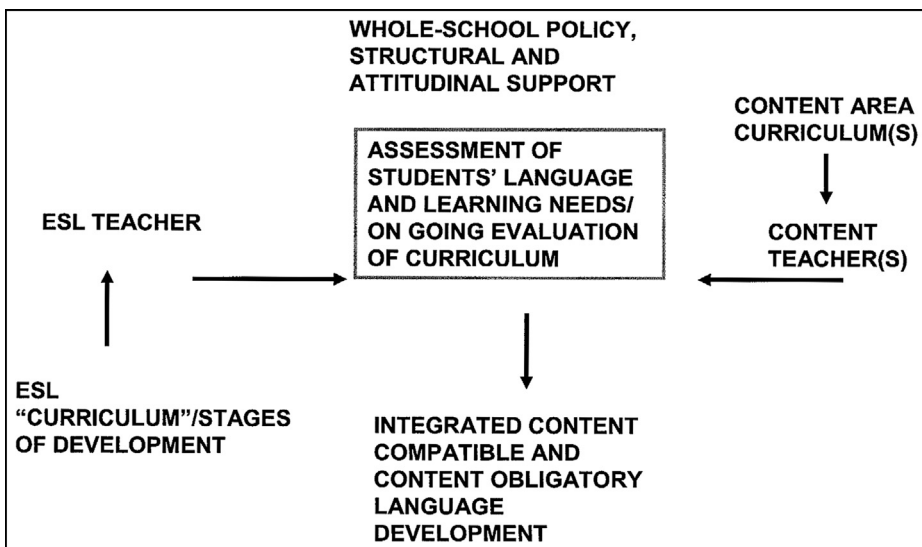 WHOLE-SCHOOL POLICY,
STRUCTURAL AND
ATTITUDINAL SUPPORT
CONTENT AREA
CURRICULUM(S)
ASSESSMENT OF
STUDENTS' LANGUAGE
AND LEARNING NEEDS/
ON GOING EVALUATION
OF CURRICULUM
ESL TEACHER
CONTENT
TEACHER(S)
ESL
“CURRICULUM”/STAGES
OF DEVELOPMENT
INTEGRATED CONTENT
COMPATIBLE AND
CONTENT OBLIGATORY
LANGUAGE
DEVELOPMENT